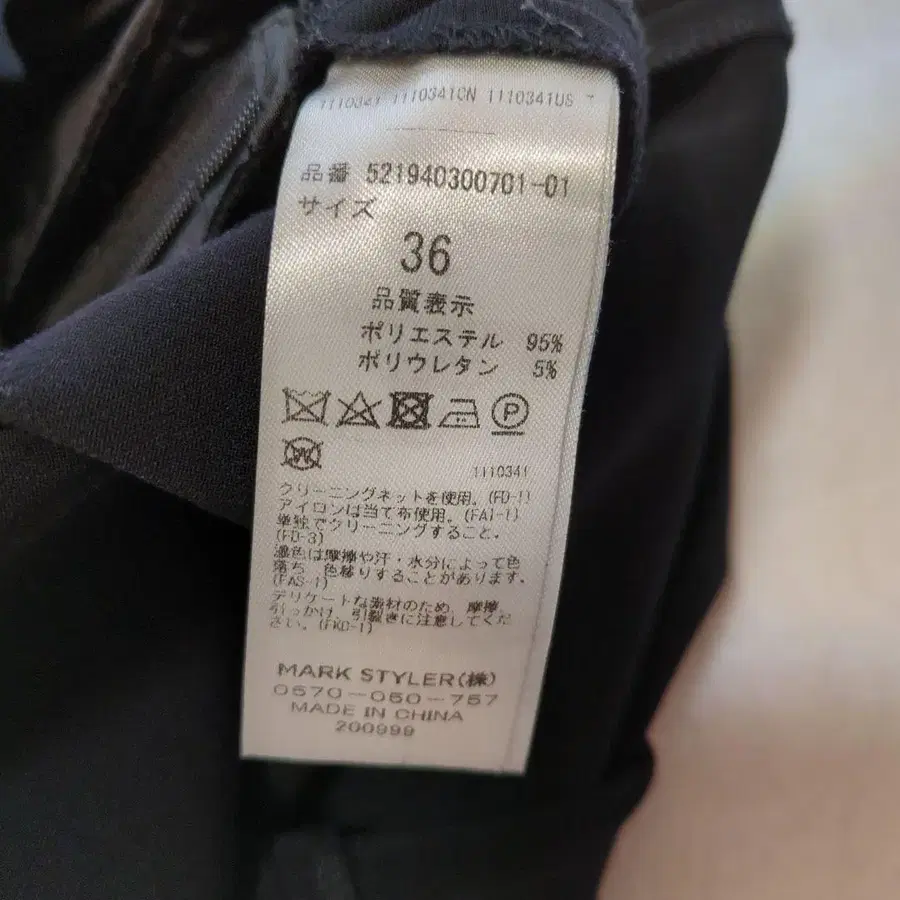 1110341 1110341CN 1110341US
品番 521940300701-01
サイズ
36
品質表示
ポリエステル 95%
ポリウレタン 5%
P
W
1110341
クリーニングネットを使用。(FD-1)
アイロンは当て布使用。(FAI-1)
単独でクリーニングすること。
(FD-3)
濃色は摩擦や汗・水分によって色
落ち、色移りすることがあります。
(FAS-1)
デリケートな素材のため、摩擦、
引っかけ、引裂きに注意してくだ
さい。(FKD-1)
MARK STYLER(株)
0570-050-757
MADE IN CHINA
200999